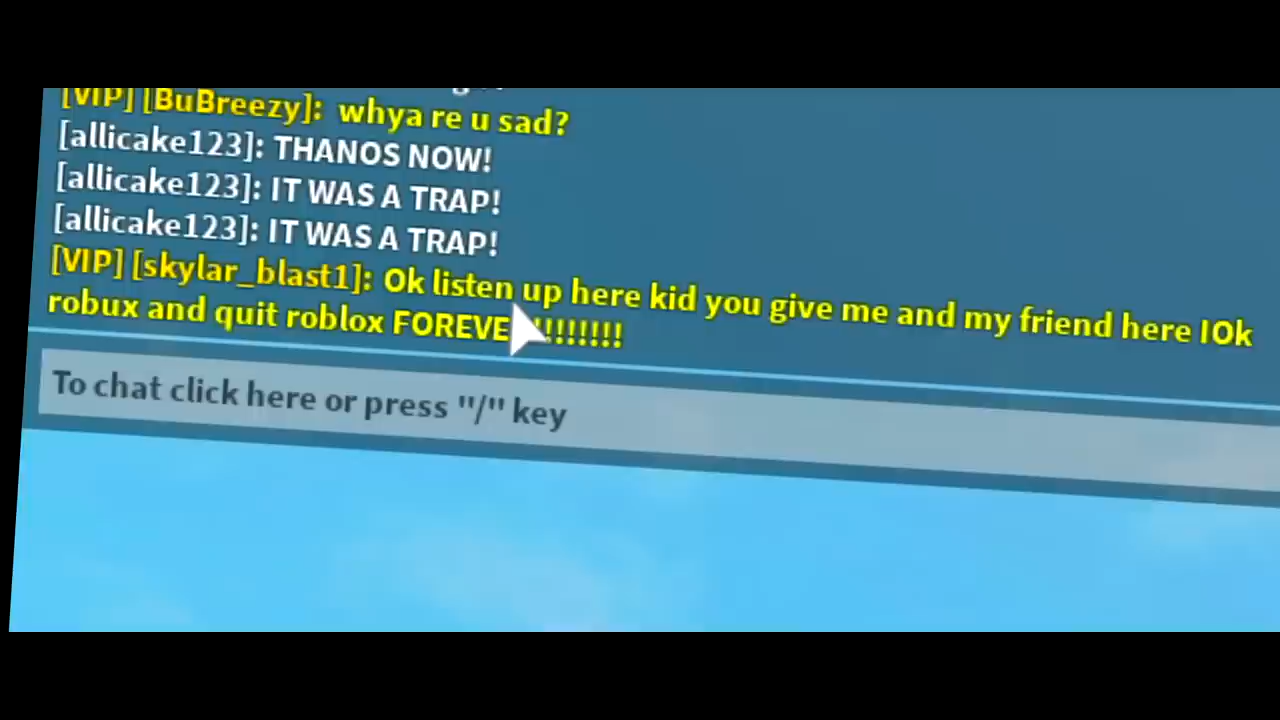 [VIP] [BuBreezy]: whya re u sad?
[allicake123]: THANOS NOW!
[allicake123]: IT WAS A TRAP!
[allicake123]: IT WAS A TRAP!
[VIP] [skylar_blast1]: Ok listen up here kid you give me and my friend here IOk
robux and quit roblox FOREVE !!!!!!!!
To chat click here or press "/" key